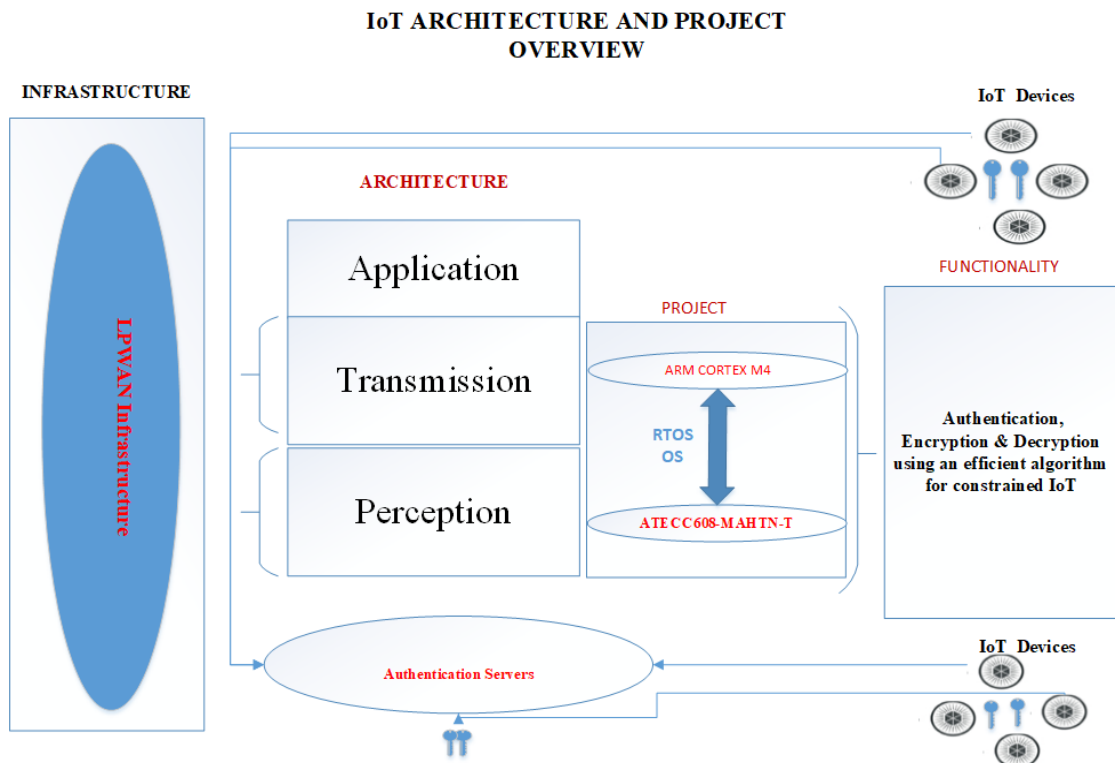 IoT ARCHITECTURE AND PROJECT
OVERVIEW
INFRASTRUCTURE
IoT Devices
ARCHITECTURE
FUNCTIONALITY
Application
PROJECT
LPWAN Infrastructure
Transmission
ARM CORTEX M4
RTOS
OS
Authentication,
Encryption & Decryption
using an efficient algorithm
for constrained IoT
Perception
ATECC608-MAHTN-T
IoT Devices
Authentication Servers